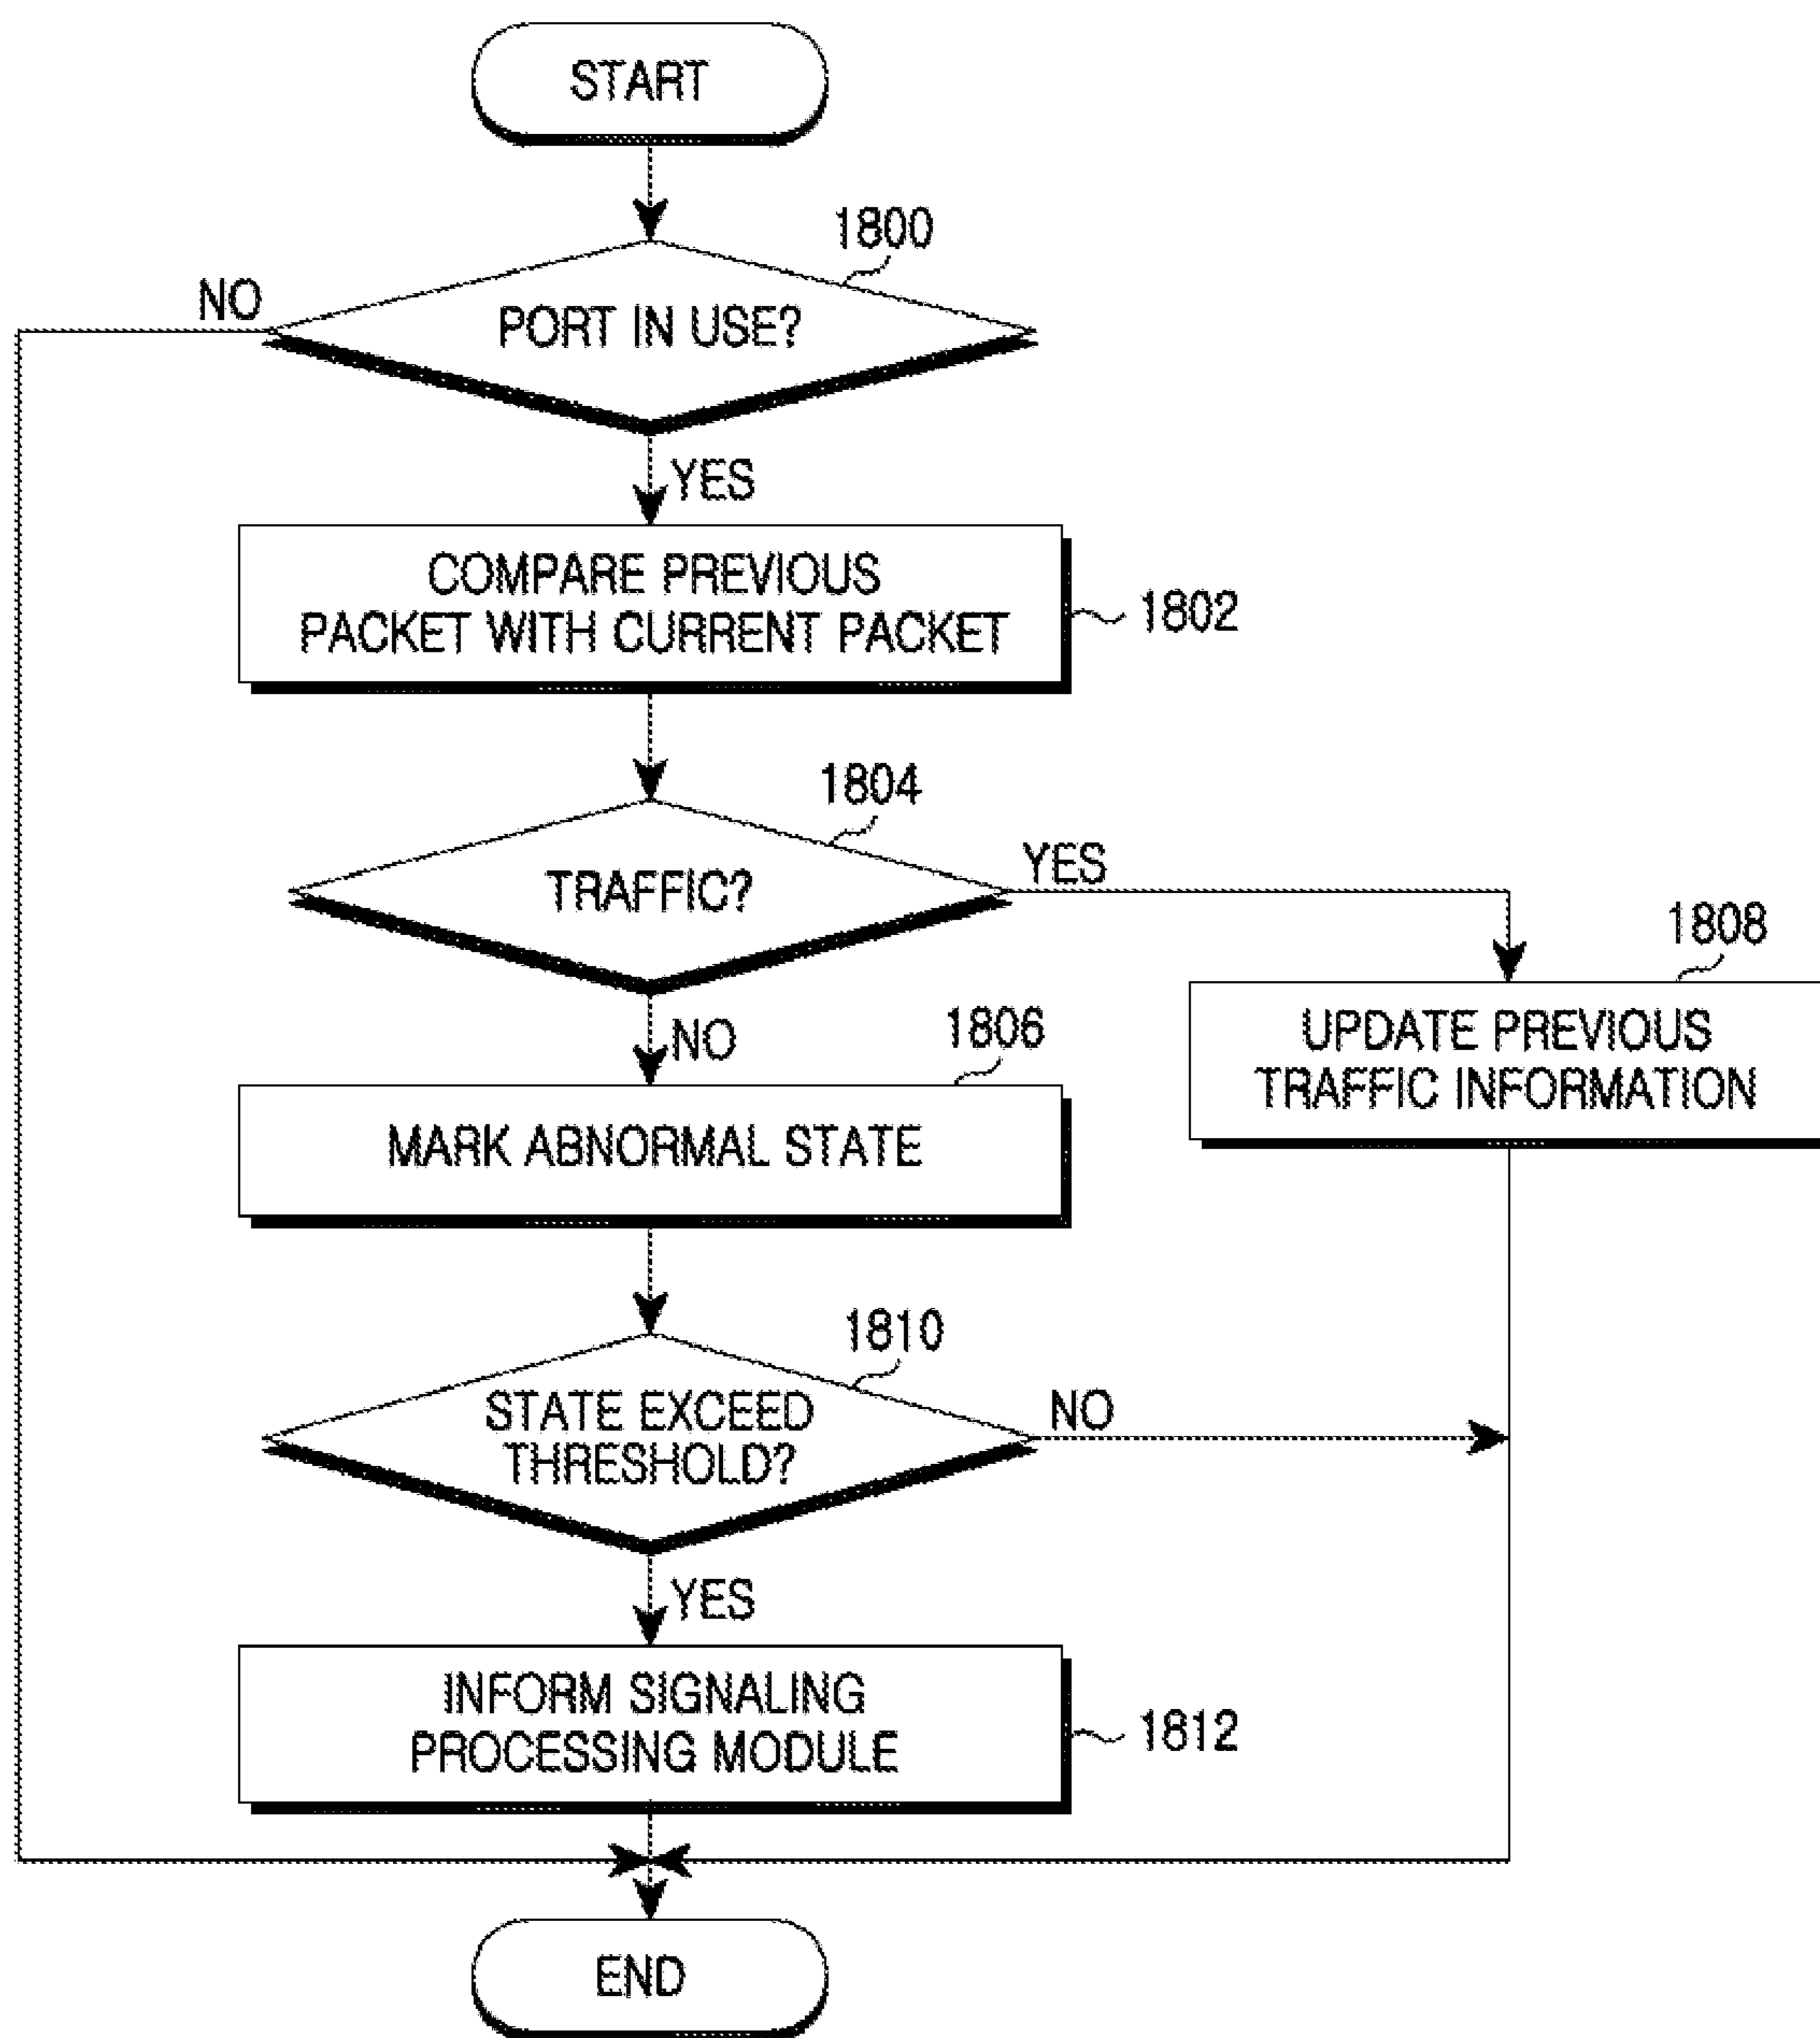 START
1800
NO
PORT IN USE?
YES
COMPARE PREVIOUS
PACKET WITH CURRENT PACKET
1802
1804
TRAFFIC?
YES
1808
UPDATE PREVIOUS
TRAFFIC INFORMATION
NO
1806
MARK ABNORMAL STATE
1810
STATE EXCEED
THRESHOLD?
NO
YES
INFORM SIGNALING
PROCESSING MODULE
1812
END